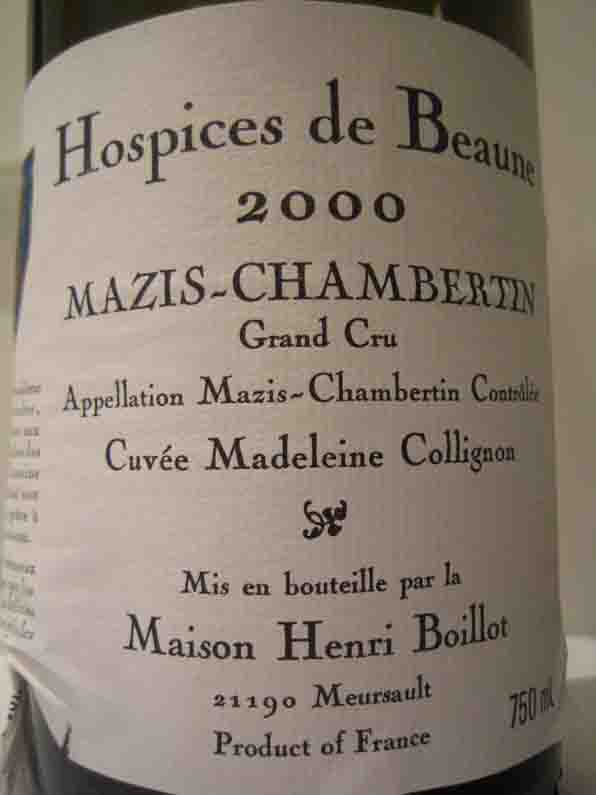 Hospices de Beaune
2000
MAZIS-CHAMBERTIN
Grand Cru
Appellation Mazis-Chambertin Contrôlée
Cuvée Madeleine Collignon
Mis en bouteille par la
Maison Henri Boillot
21190 Meursault
750 ml
Product of France